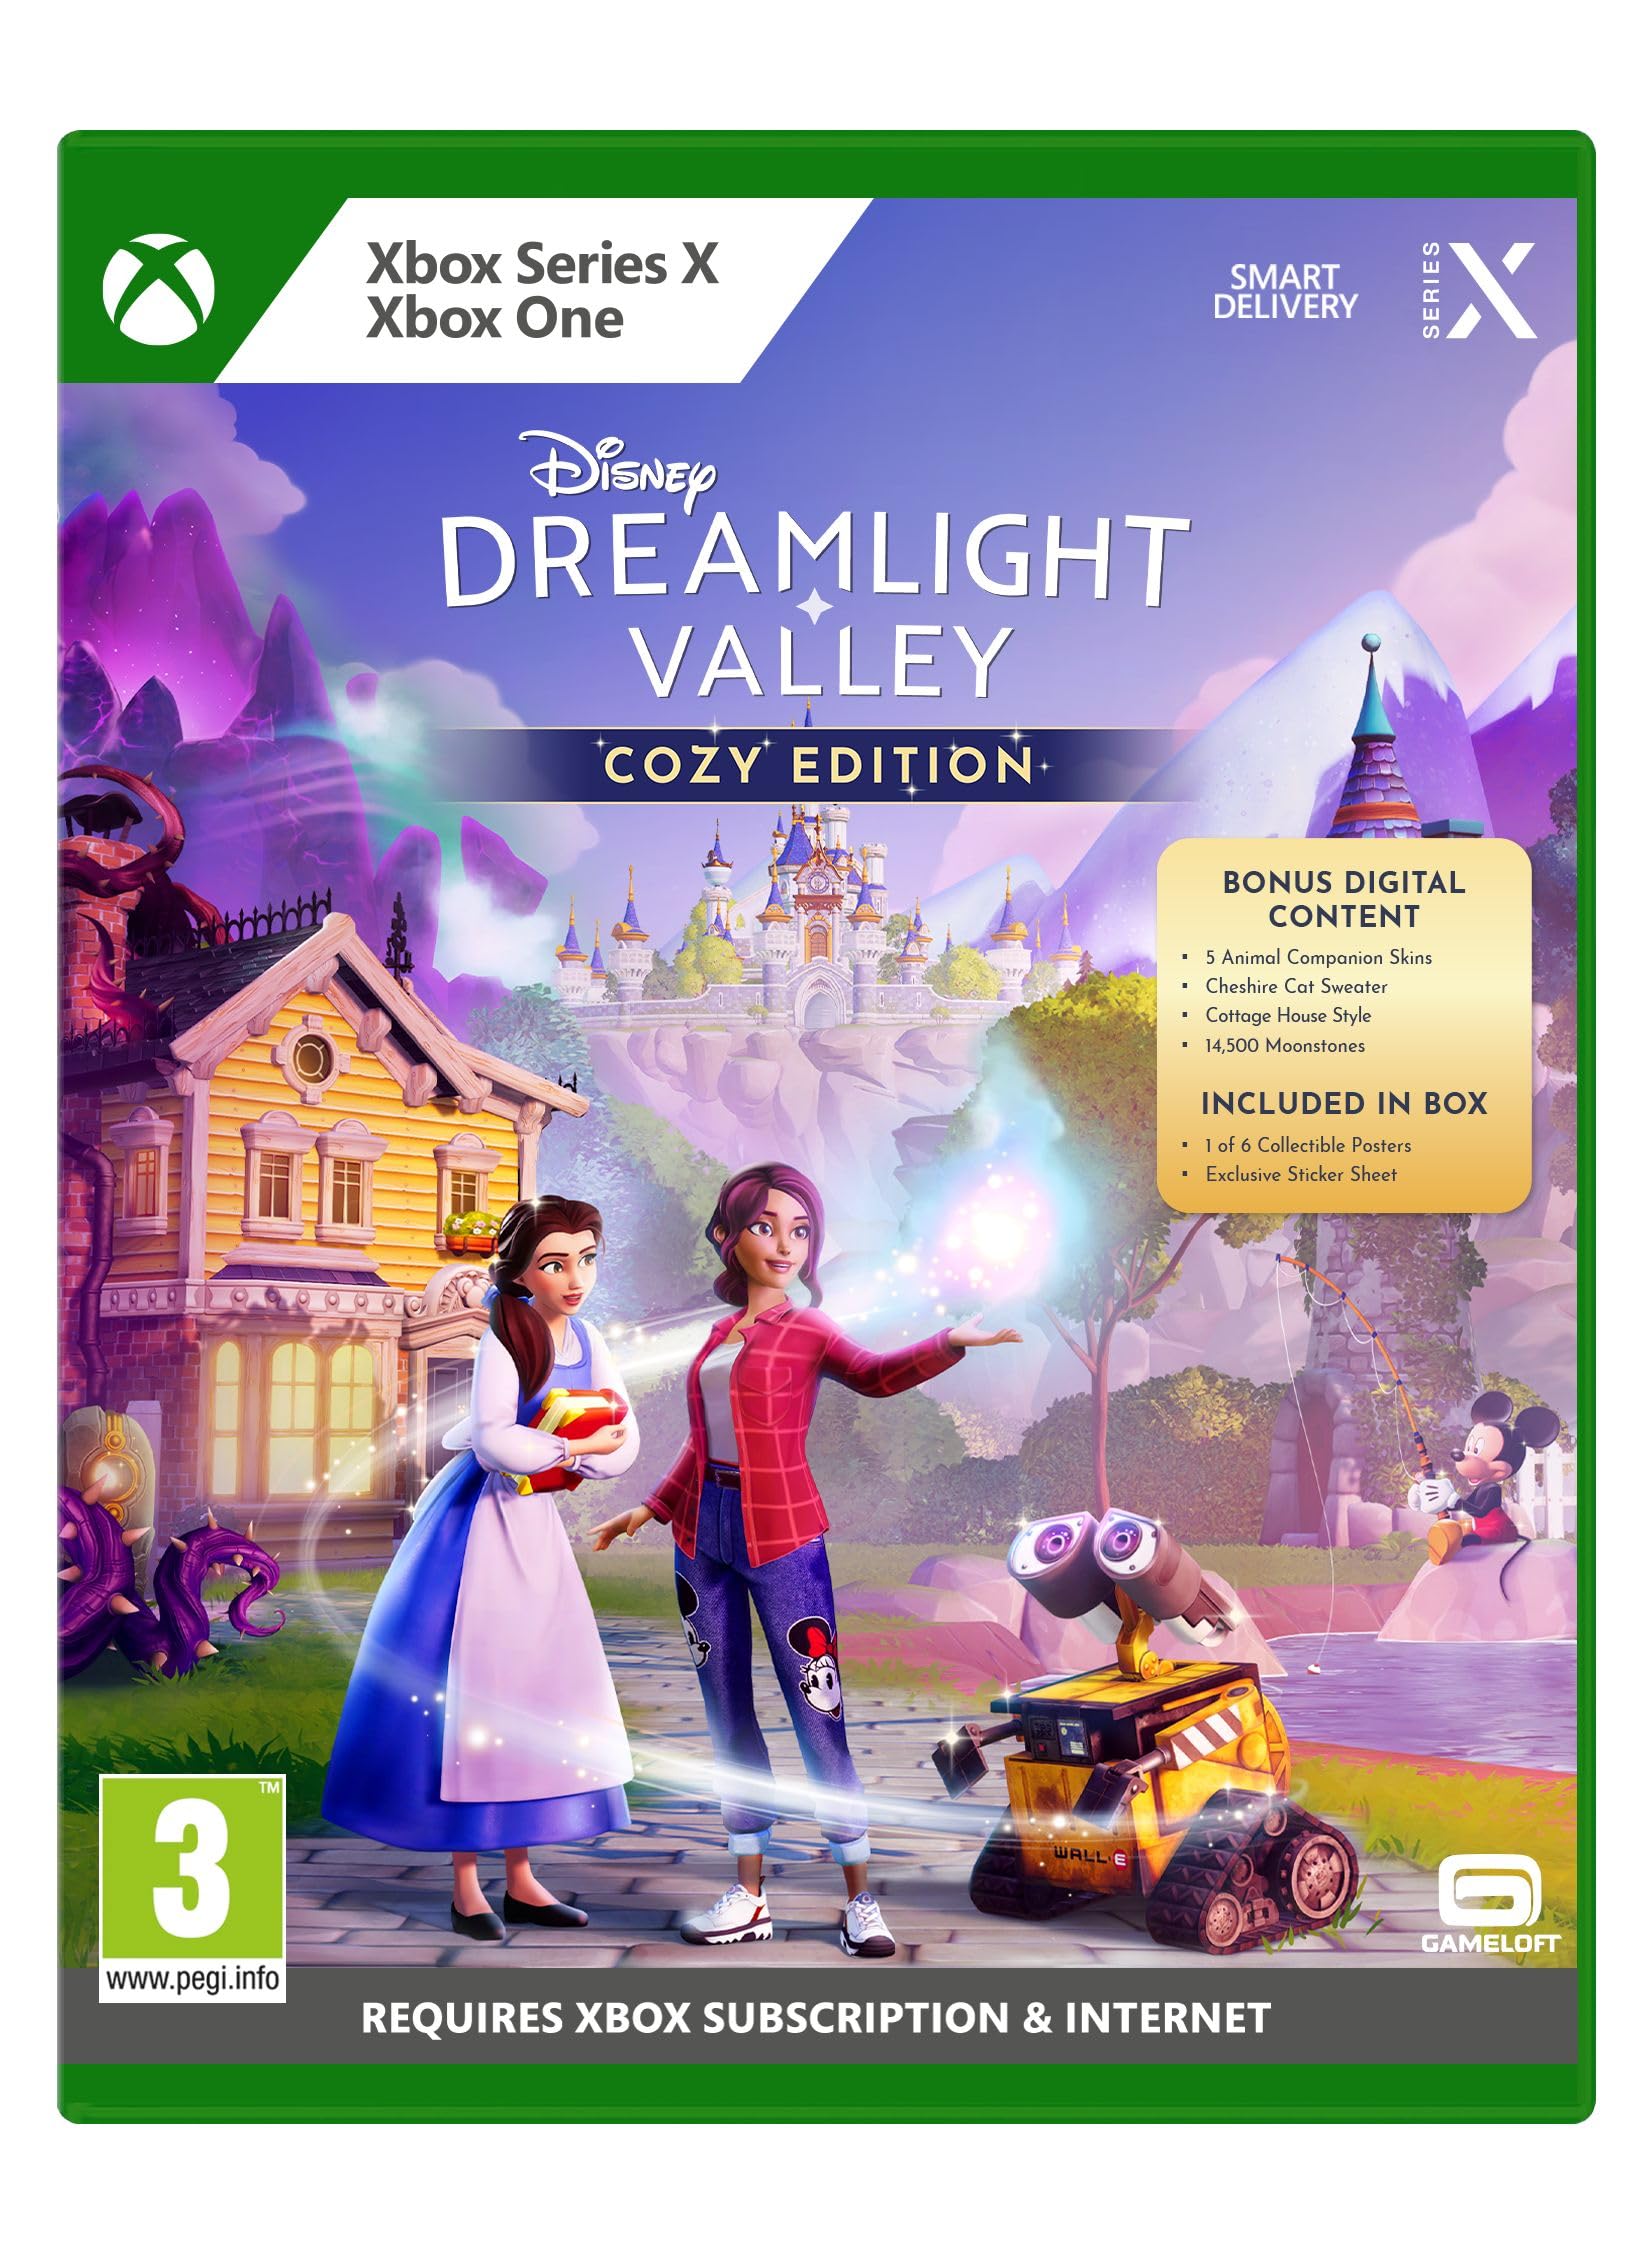 Xbox Series X
Xbox One
SMART
DELIVERY
SERIES X
Disney
DREAMLIGHT
VALLEY
COZY EDITION
BONUS DIGITAL
CONTENT
▪ 5 Animal Companion Skins
▪ Cheshire Cat Sweater
▪ Cottage House Style
▪ 14,500 Moonstones
INCLUDED IN BOX
▪ 1 of 6 Collectible Posters
▪ Exclusive Sticker Sheet
WALL·E
3™
www.pegi.info
GAMELOFT
REQUIRES XBOX SUBSCRIPTION & INTERNET